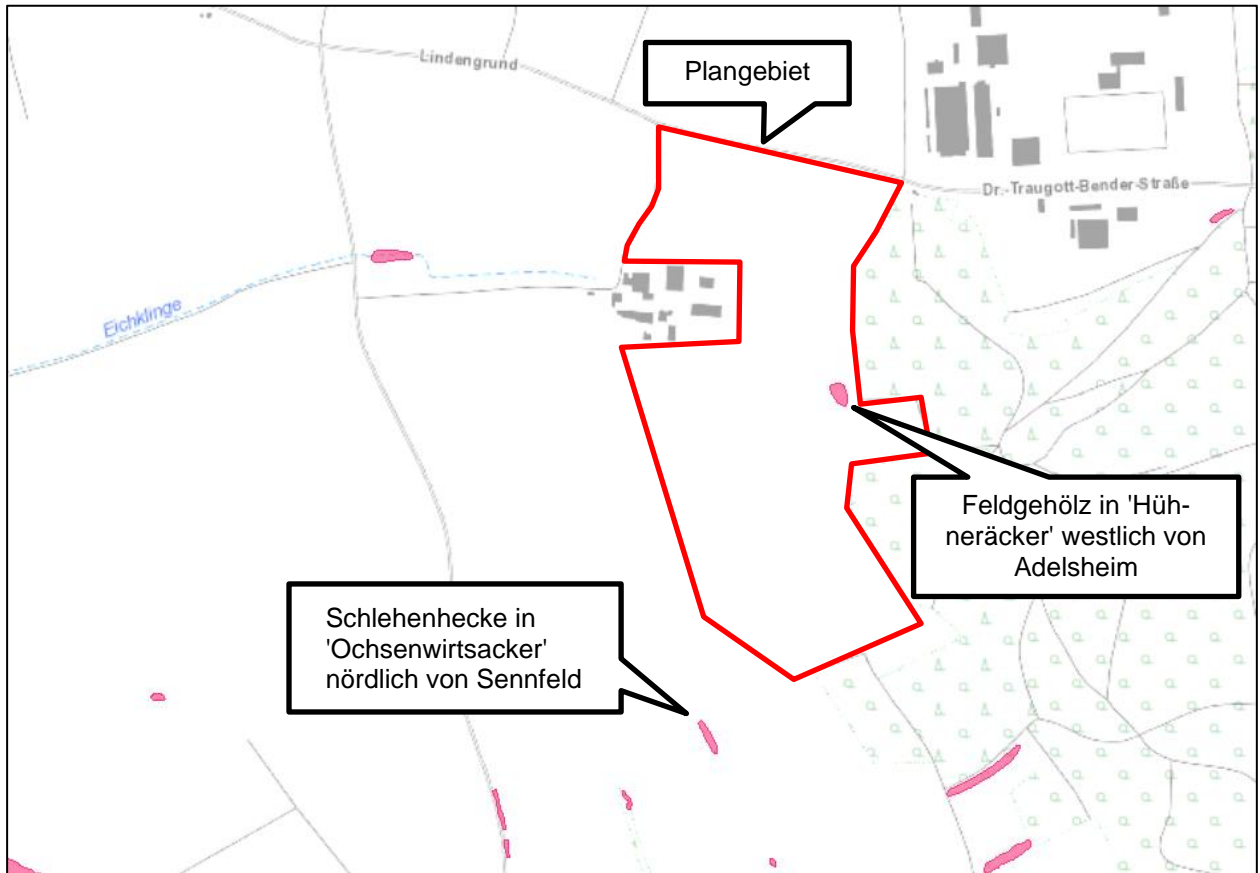 Lindengrund
Plangebiet
Dr.-Traugott-Bender-Straße
Eichklinge
Feldgehölz in 'Hüh-
neräcker' westlich von
Adelsheim
Schlehenhecke in
'Ochsenwirtsacker'
nördlich von Sennfeld